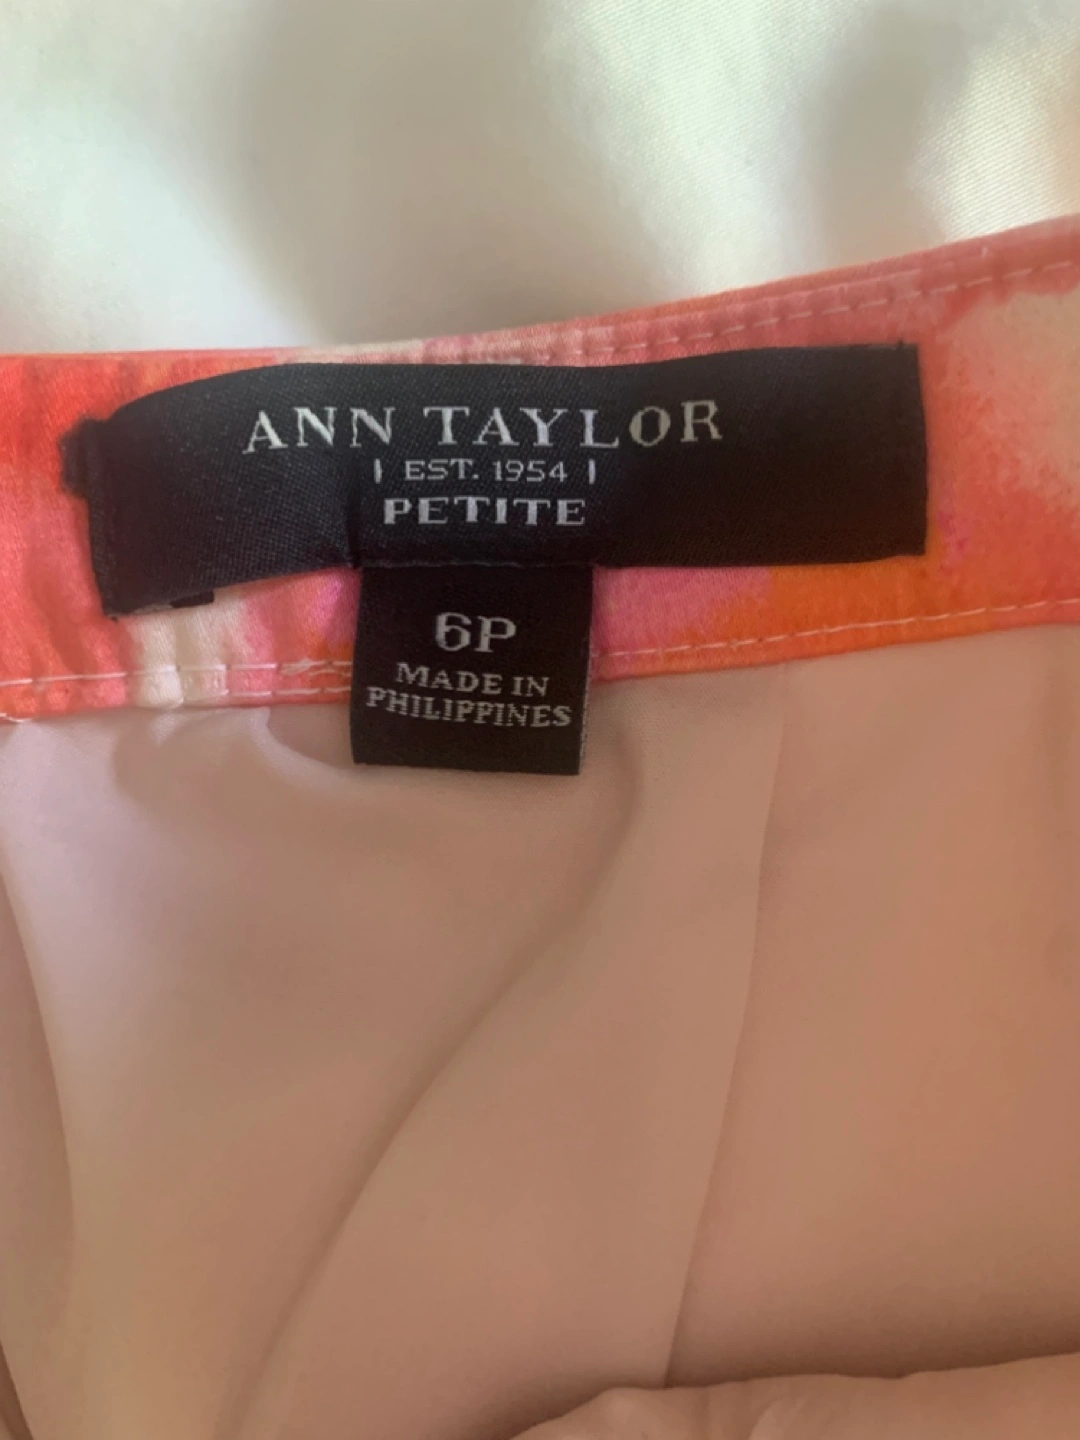 ANN TAYLOR
EST. 1954
PETITE
6P
MADE IN
PHILIPPINES